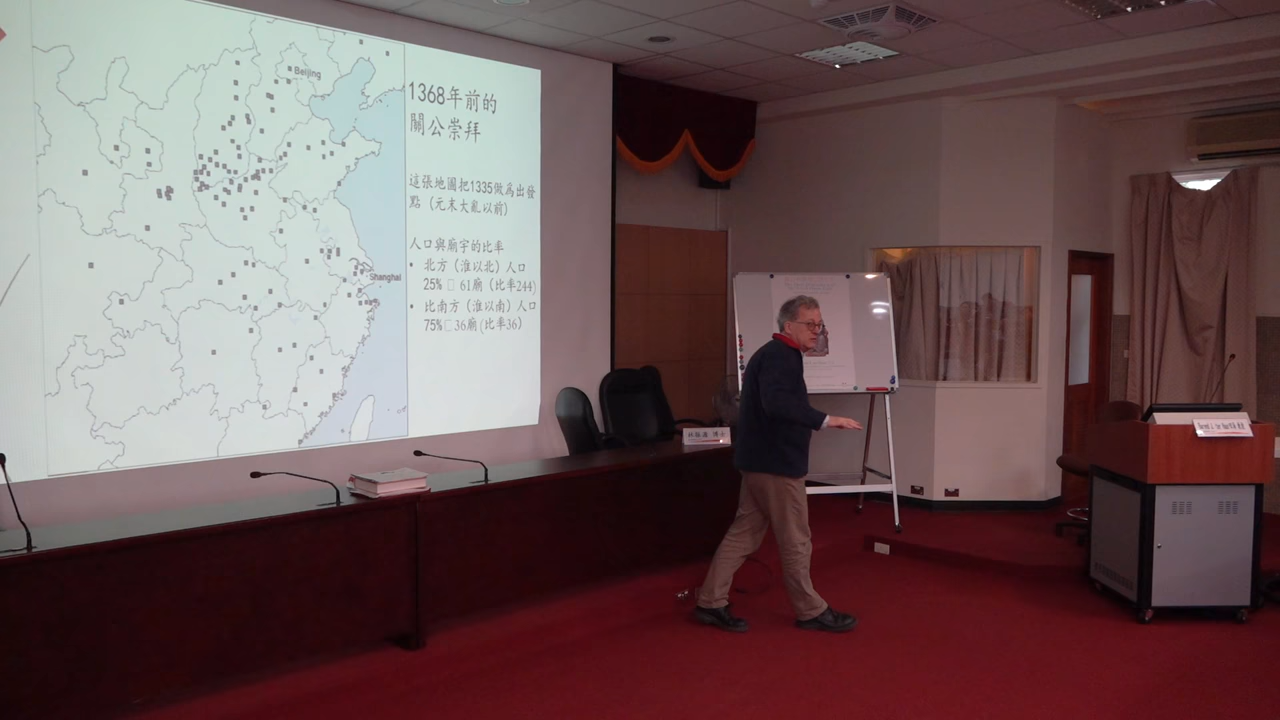 Beijing
Shanghai
1368年前的
關公崇拜
這張地圖把1335做為出發
點（元末大亂以前）
人口與廟宇的比率
• 北方（淮以北）人口
25% □ 61廟（比率244）
• 比南方（淮以南）人口
75% □ 36廟(比率36）